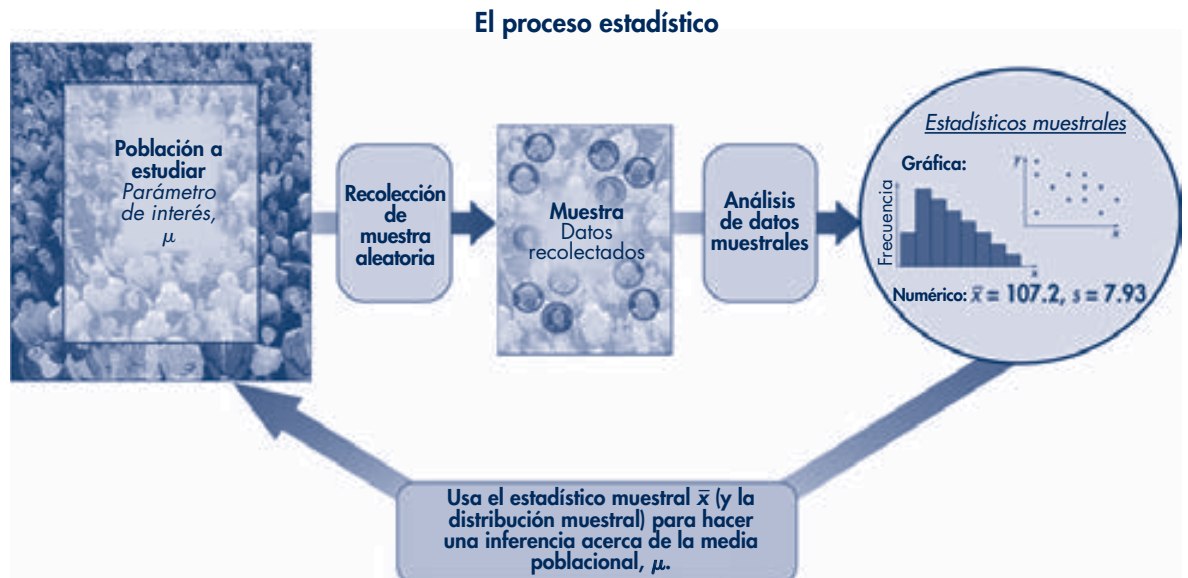 El proceso estadístico
Población a
estudiar
Parámetro
de interés,
μ
Recolección
de
muestra
aleatoria
Muestra
Datos
recolectados
Análisis
de datos
muestrales
Estadísticos muestrales
Gráfica:
Frecuencia
x
y
x
Numérico: x̄ = 107.2, s = 7.93
Usa el estadístico muestral x̄ (y la
distribución muestral) para hacer
una inferencia acerca de la media
poblacional, μ.